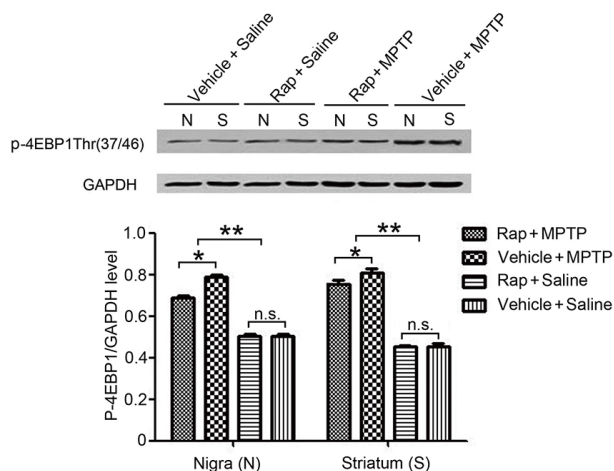 Vehicle + Saline
Rap + Saline
Rap + MPTP
Vehicle + MPTP
N S N S N S N S
p-4EBP1Thr(37/46)
GAPDH
P-4EBP1/GAPDH level
1.0
0.8
0.6
0.4
0.2
0
*
**
n.s.
*
**
n.s.
Nigra (N)
Striatum (S)
Rap + MPTP
Vehicle + MPTP
Rap + Saline
Vehicle + Saline